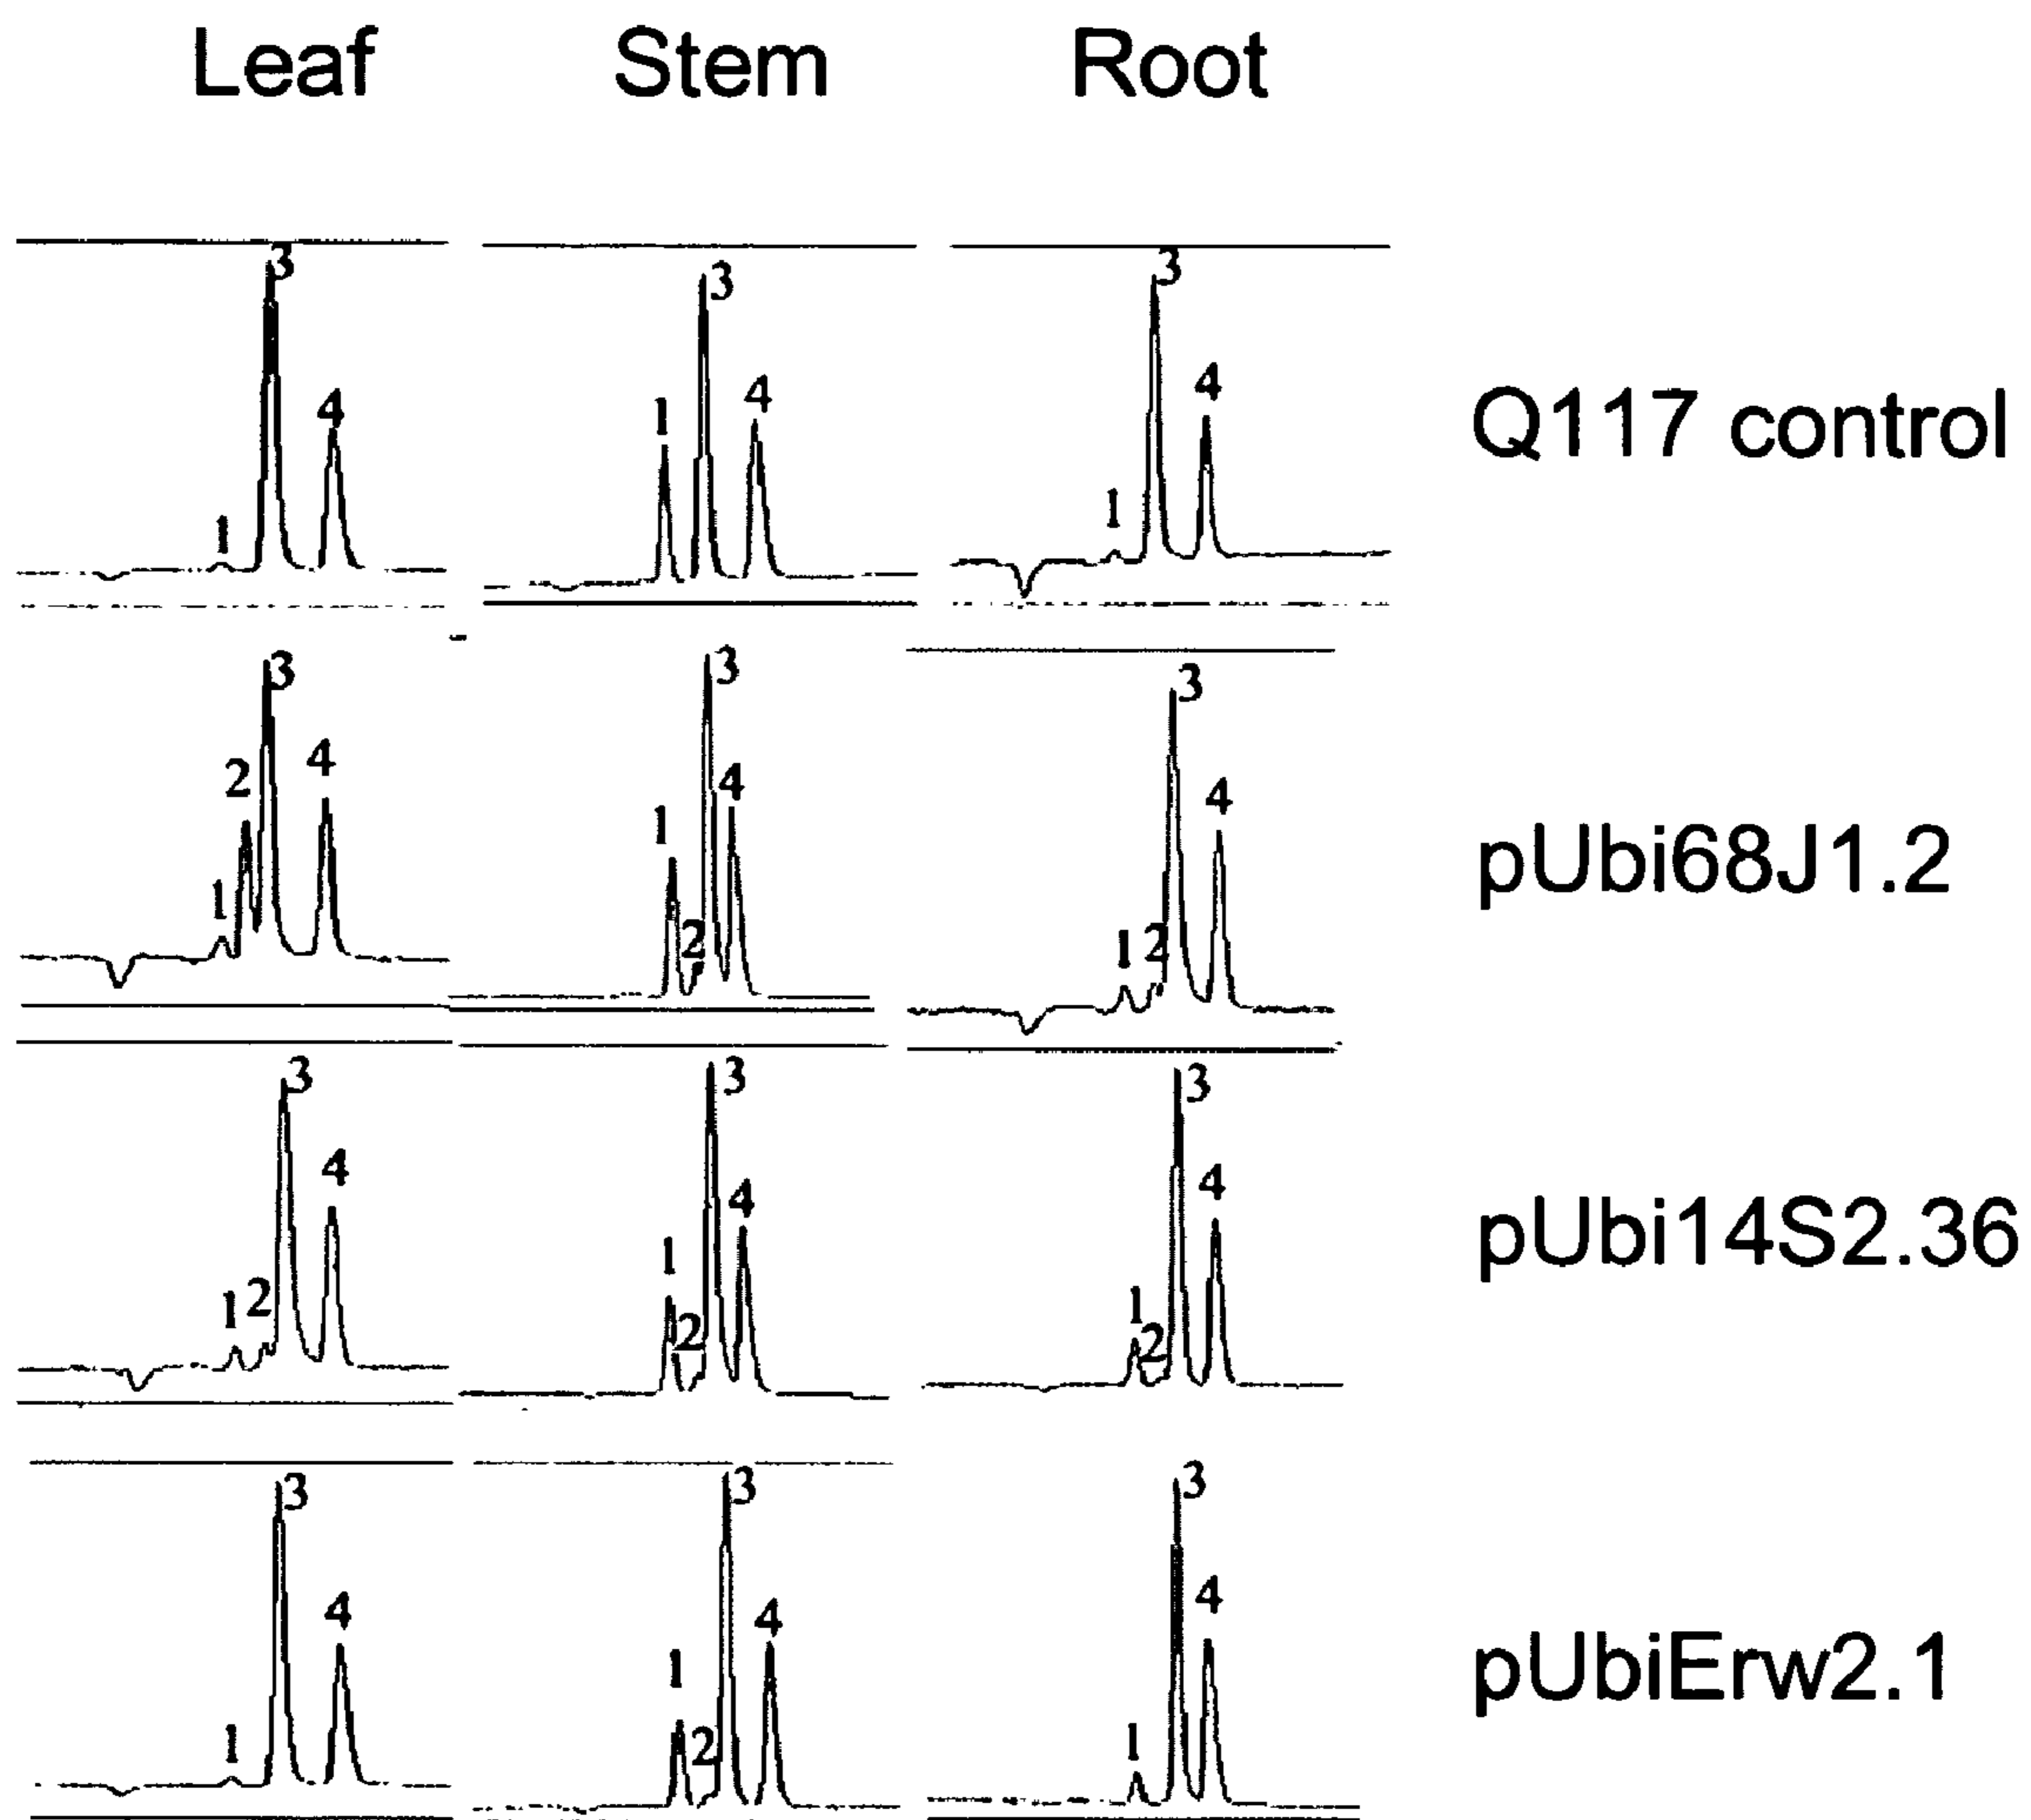 Leaf Stem Root
3 3 3
1 4 1 4 1 4
Q117 control
3 3 3
1 2 4 1 2 4 1 2 4
pUbi68J1.2
3 3 3
1 2 4 1 2 4 1 2 4
pUbi14S2.36
3 3 3
1 4 1 2 4 1 4
pUbiErw2.1